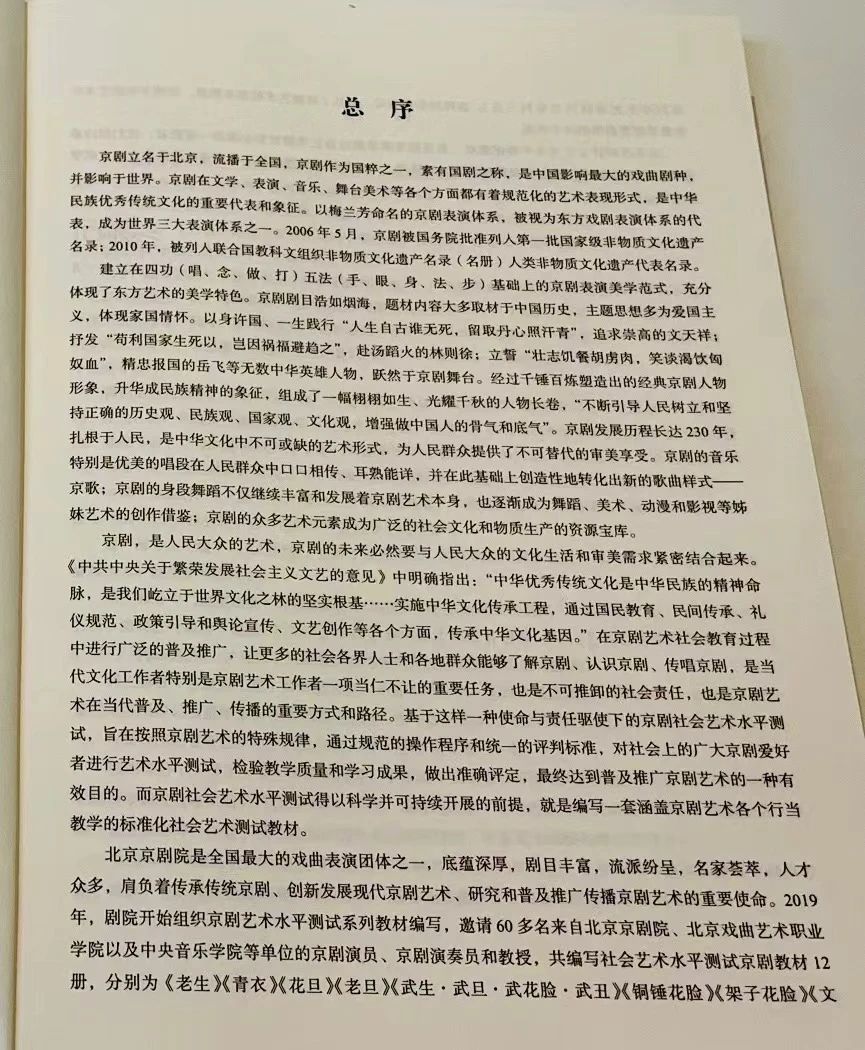 总 序
京剧立名于北京，流播于全国，京剧作为国粹之一，素有国剧之称，是中国影响最大的戏曲剧种，
并影响于世界。京剧在文学、表演、音乐、舞台美术等各个方面都有着规范化的艺术表现形式，是中华
民族优秀传统文化的重要代表和象征。以梅兰芳命名的京剧表演体系，被视为东方戏剧表演体系的代
表，成为世界三大表演体系之一。2006 年 5 月，京剧被国务院批准列入第一批国家级非物质文化遗产
名录；2010 年，被列入联合国教科文组织非物质文化遗产名录（名册）人类非物质文化遗产代表名录。
建立在四功（唱、念、做、打）五法（手、眼、身、法、步）基础上的京剧表演美学范式，充分
体现了东方艺术的美学特色。京剧剧目浩如烟海，题材内容大多取材于中国历史，主题思想多为爱国主
义，体现家国情怀。以身许国、一生践行“人生自古谁无死，留取丹心照汗青”，追求崇高的文天祥；
抒发“苟利国家生死以，岂因祸福避趋之”，赴汤蹈火的林则徐；立誓“壮志饥餐胡虏肉，笑谈渴饮匈
奴血”，精忠报国的岳飞等无数中华英雄人物，跃然于京剧舞台。经过千锤百炼塑造出的经典京剧人物
形象，升华成民族精神的象征，组成了一幅栩栩如生、光耀千秋的人物长卷，“不断引导人民树立和坚
持正确的历史观、民族观、国家观、文化观，增强做中国人的骨气和底气”。京剧发展历程长达 230 年，
扎根于人民，是中华文化中不可或缺的艺术形式，为人民群众提供了不可替代的审美享受。京剧的音乐
特别是优美的唱段在人民群众中口口相传、耳熟能详，并在此基础上创造性地转化出新的歌曲样式——
京歌；京剧的身段舞蹈不仅继续丰富和发展着京剧艺术本身，也逐渐成为舞蹈、美术、动漫和影视等姊
妹艺术的创作借鉴；京剧的众多艺术元素成为广泛的社会文化和物质生产的资源宝库。
京剧，是人民大众的艺术，京剧的未来必然要与人民大众的文化生活和审美需求紧密结合起来。
《中共中央关于繁荣发展社会主义文艺的意见》中明确指出：“中华优秀传统文化是中华民族的精神命
脉，是我们屹立于世界文化之林的坚实根基……实施中华文化传承工程，通过国民教育、民间传承、礼
仪规范、政策引导和舆论宣传、文艺创作等各个方面，传承中华文化基因。”在京剧艺术社会教育过程
中进行广泛的普及推广，让更多的社会各界人士和各地群众能够了解京剧、认识京剧、传唱京剧，是当
代文化工作者特别是京剧艺术工作者一项当仁不让的重要任务，也是不可推卸的社会责任，也是京剧艺
术在当代普及、推广、传播的重要方式和路径。基于这样一种使命与责任驱使下的京剧社会艺术水平测
试，旨在按照京剧艺术的特殊规律，通过规范的操作程序和统一的评判标准，对社会上的广大京剧爱好
者进行艺术水平测试，检验教学质量和学习成果，做出准确评定，最终达到普及推广京剧艺术的一种有
效目的。而京剧社会艺术水平测试得以科学并可持续开展的前提，就是编写一套涵盖京剧艺术各个行当
教学的标准化社会艺术测试教材。
北京京剧院是全国最大的戏曲表演团体之一，底蕴深厚，剧目丰富，流派纷呈，名家荟萃，人才
众多，肩负着传承传统京剧、创新发展现代京剧艺术、研究和普及推广传播京剧艺术的重要使命。2019
年，剧院开始组织京剧艺术水平测试系列教材编写，邀请 60 多名来自北京京剧院、北京戏曲艺术职业
学院以及中央音乐学院等单位的京剧演员、京剧演奏员和教授，共编写社会艺术水平测试京剧教材 12
册，分别为《老生》《青衣》《花旦》《老旦》《武生·武旦·武花脸·武丑》《铜锤花脸》《架子花脸》《文